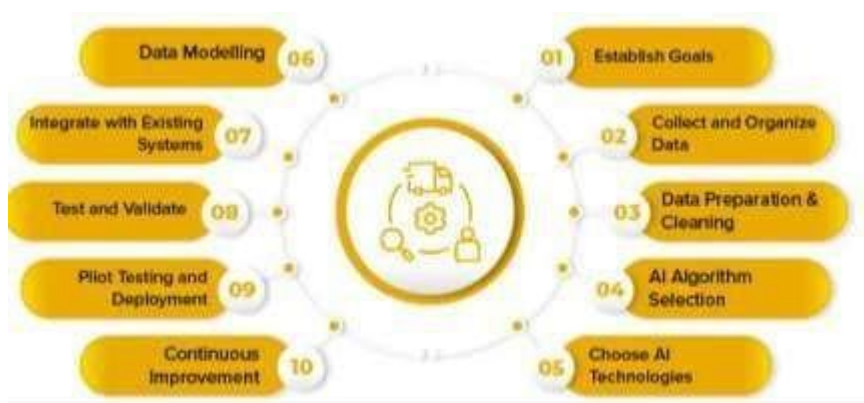 01
Establish Goals
02
Collect and Organize
Data
03
Data Preparation &
Cleaning
04
AI Algorithm
Selection
05
Choose AI
Technologies
06
Data Modelling
07
Integrate with Existing
Systems
08
Test and Validate
09
Pilot Testing and
Deployment
10
Continuous
Improvement